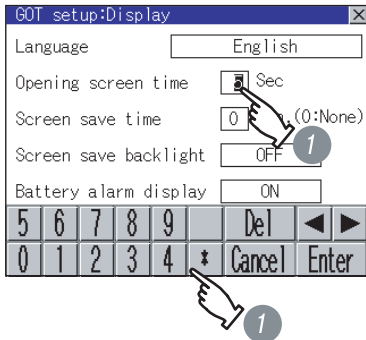 GOT setup:Display
Language English
Opening screen time 5 Sec
Screen save time 0 (0:None)
Screen save backlight OFF
1
Battery alarm display ON
5 6 7 8 9 Del ◀ ▶
0 1 2 3 4 * Cancel Enter
1